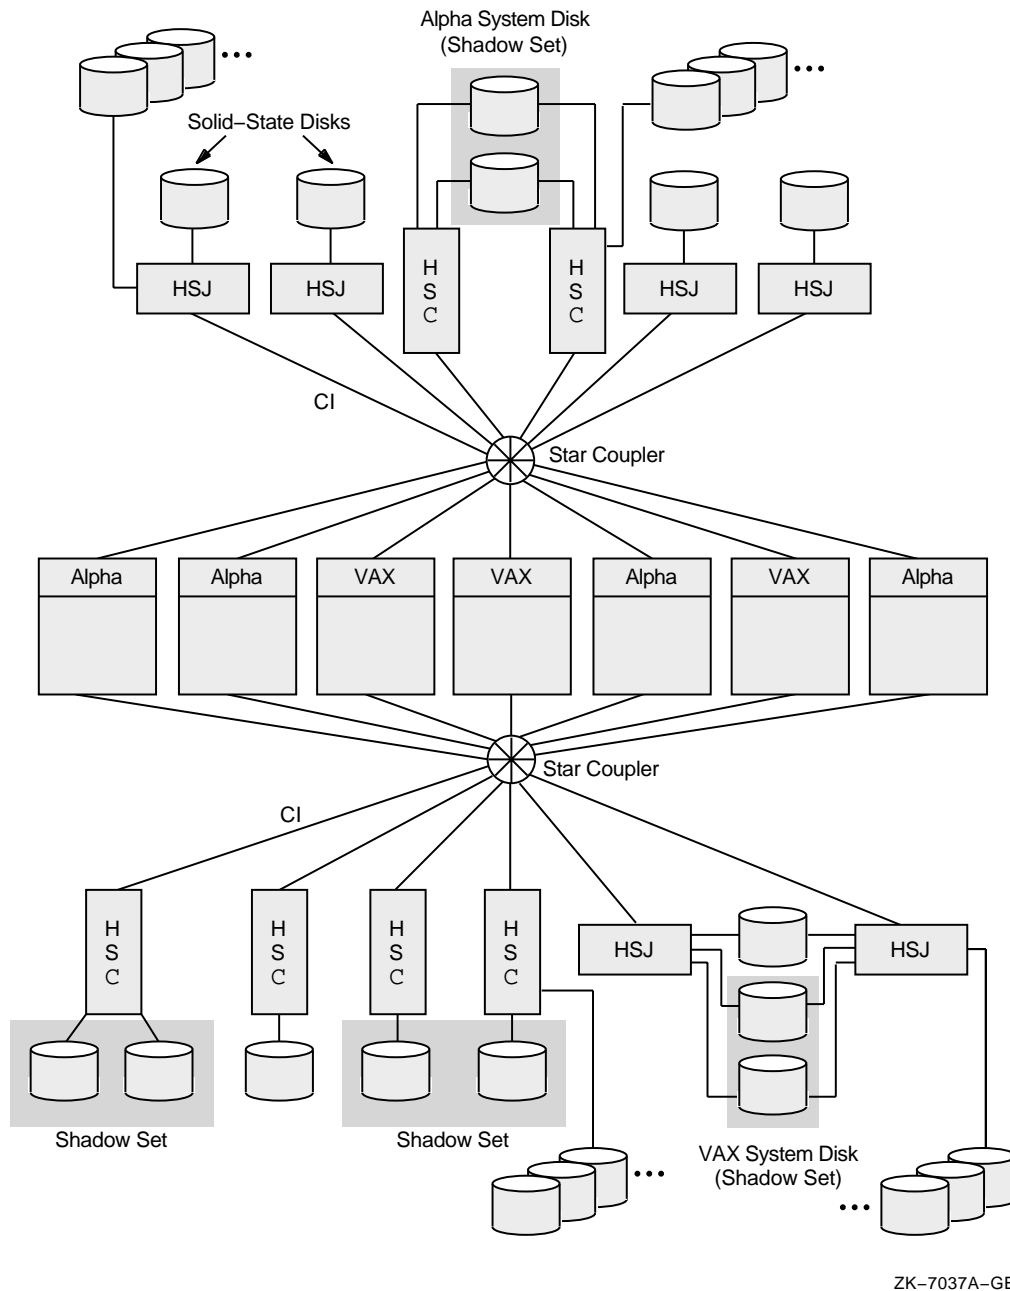 Alpha System Disk
(Shadow Set)
Solid–State Disks
HSJ
HSJ
H
S
C
H
S
C
HSJ
HSJ
CI
Star Coupler
Alpha
Alpha
VAX
VAX
Alpha
VAX
Alpha
Star Coupler
CI
H
S
C
H
S
C
H
S
C
H
S
C
HSJ
HSJ
Shadow Set
Shadow Set
VAX System Disk
(Shadow Set)
ZK–7037A–GE